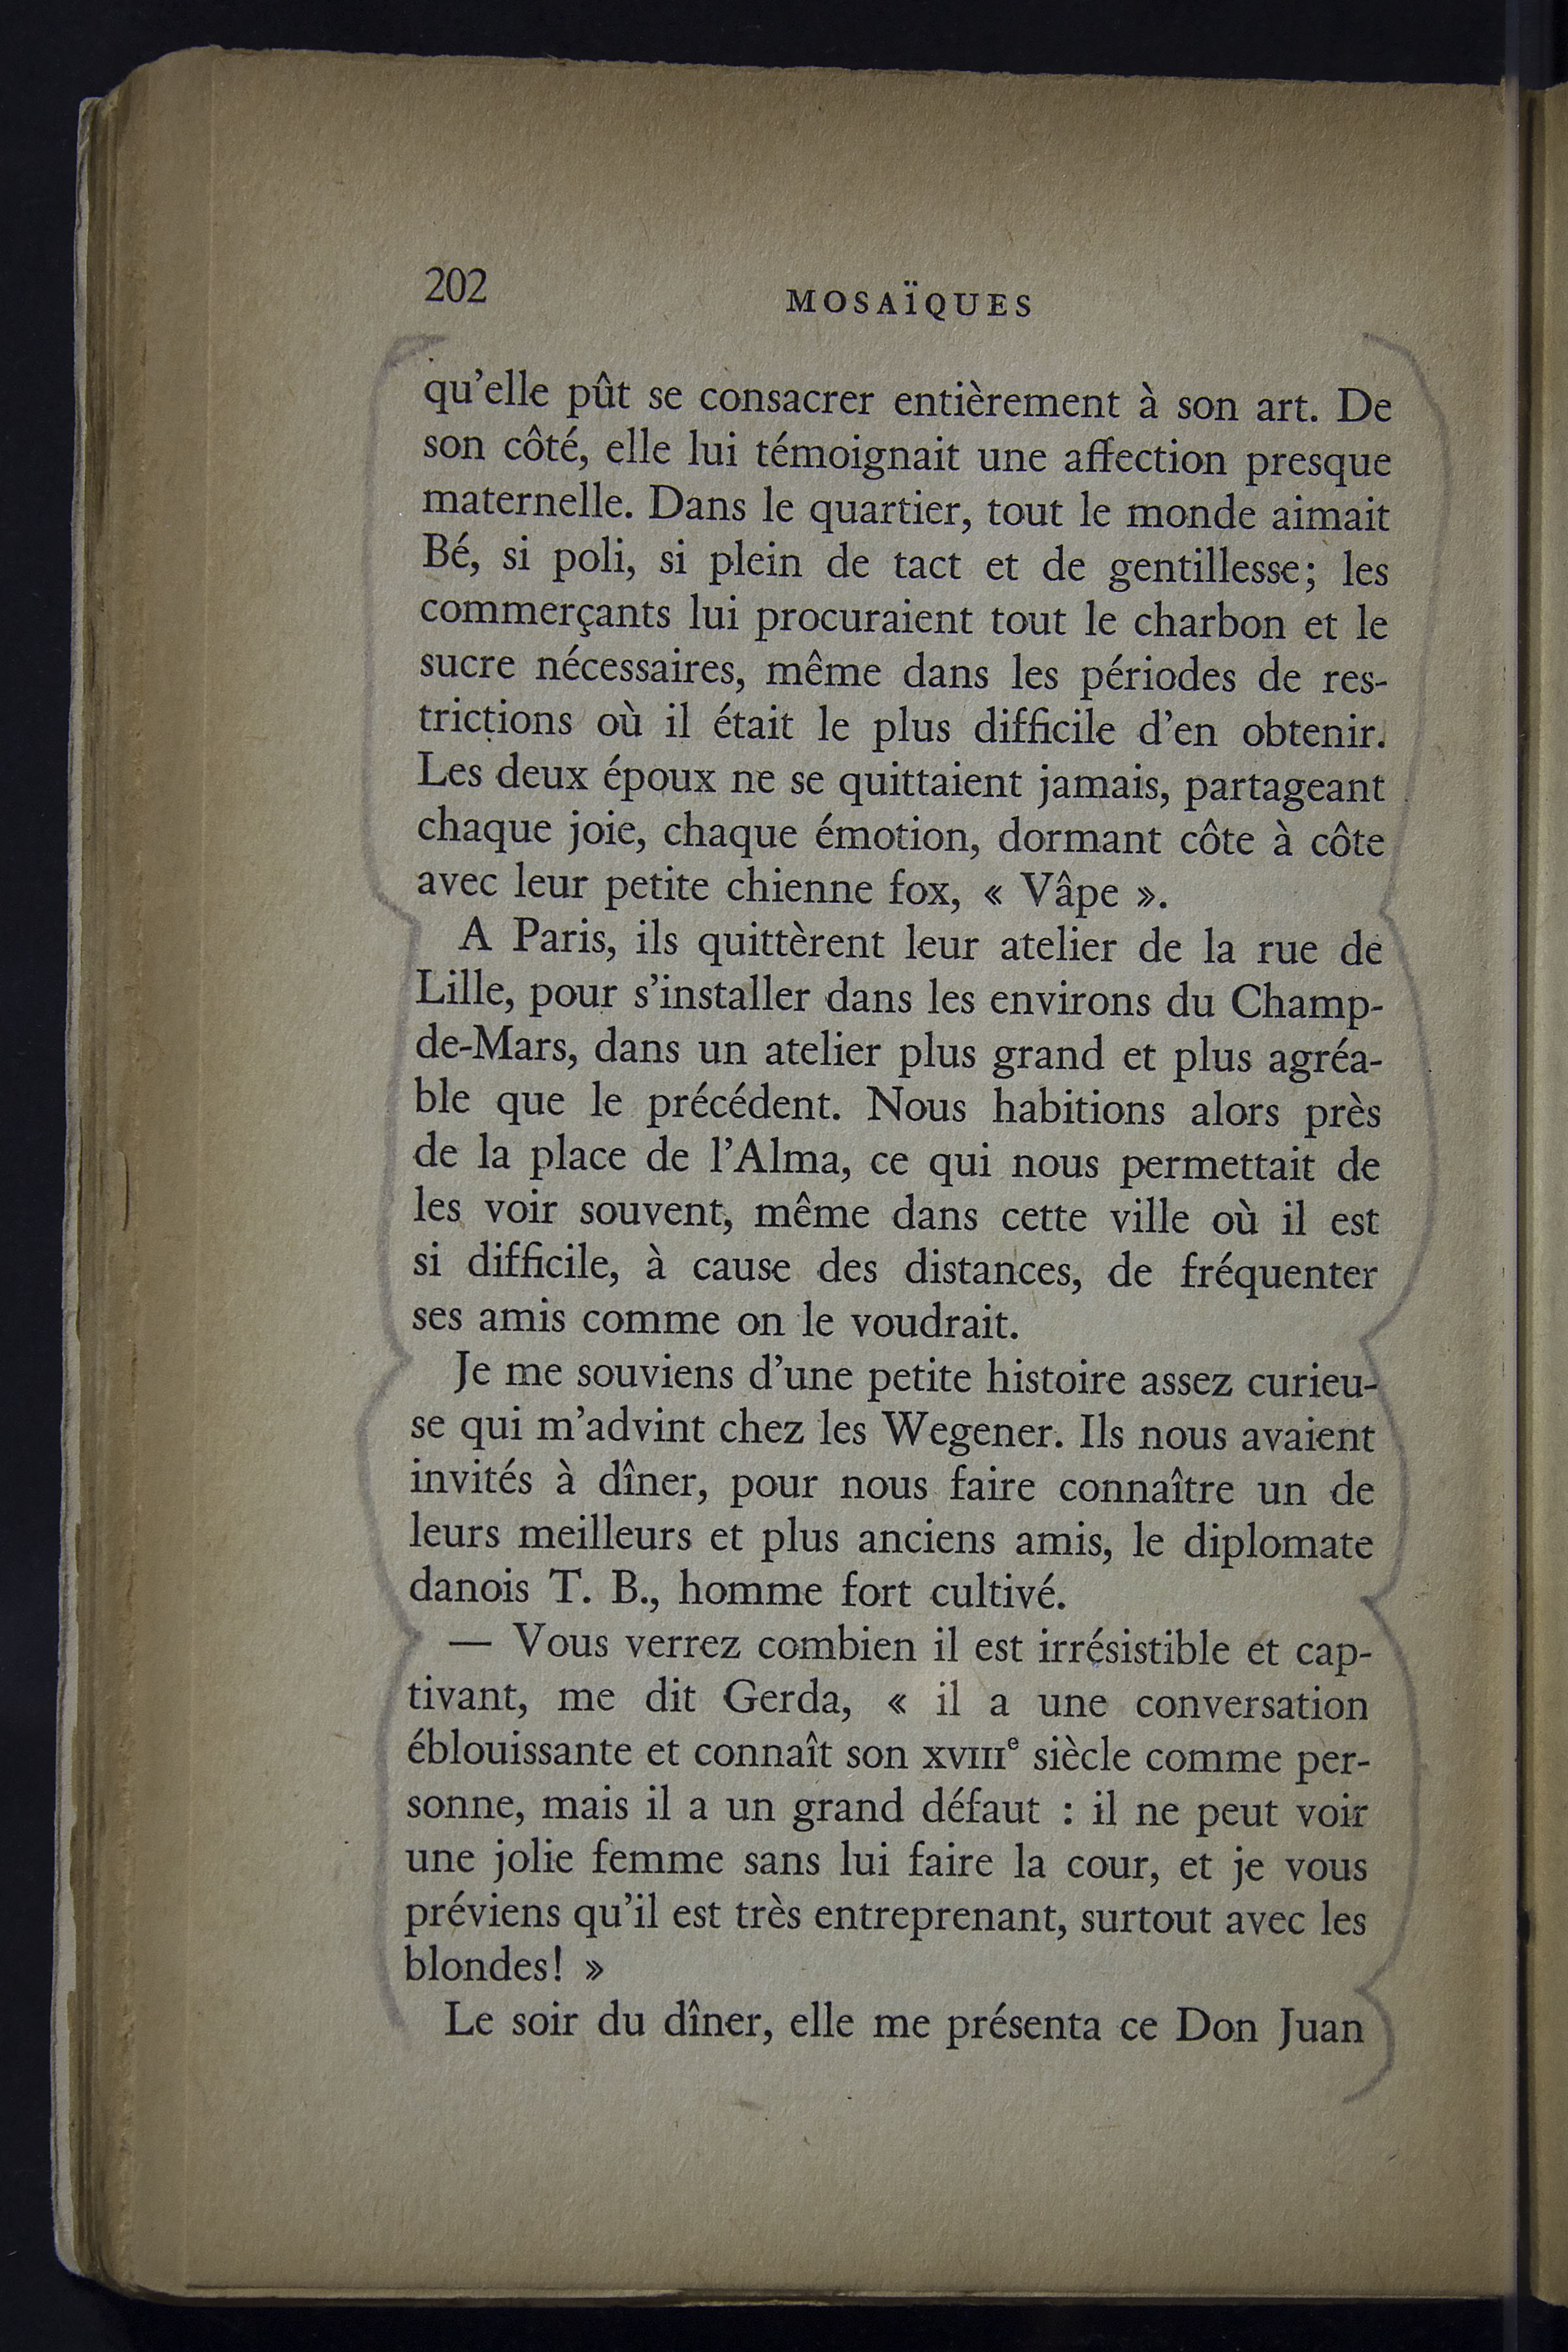 202
MOSAÏQUES
qu'elle pût se consacrer entièrement à son art. De
son côté, elle lui témoignait une affection presque
maternelle. Dans le quartier, tout le monde aimait
Bé, si poli, si plein de tact et de gentillesse; les
commerçants lui procuraient tout le charbon et le
sucre nécessaires, même dans les périodes de res-
trictions où il était le plus difficile d'en obtenir.
Les deux époux ne se quittaient jamais, partageant
chaque joie, chaque émotion, dormant côte à côte
avec leur petite chienne fox, « Vâpe ».
A Paris, ils quittèrent leur atelier de la rue de
Lille, pour s'installer dans les environs du Champ-
de-Mars, dans un atelier plus grand et plus agréa-
ble que le précédent. Nous habitions alors près
de la place de l'Alma, ce qui nous permettait de
les voir souvent, même dans cette ville où il est
si difficile, à cause des distances, de fréquenter
ses amis comme on le voudrait.
Je me souviens d'une petite histoire assez curieu-
se qui m'advint chez les Wegener. Ils nous avaient
invités à dîner, pour nous faire connaître un de
leurs meilleurs et plus anciens amis, le diplomate
danois T. B., homme fort cultivé.
— Vous verrez combien il est irrésistible et cap-
tivant, me dit Gerda, « il a une conversation
éblouissante et connaît son XVIIIe siècle comme per-
sonne, mais il a un grand défaut : il ne peut voir
une jolie femme sans lui faire la cour, et je vous
préviens qu'il est très entreprenant, surtout avec les
blondes! »
Le soir du dîner, elle me présenta ce Don Juan